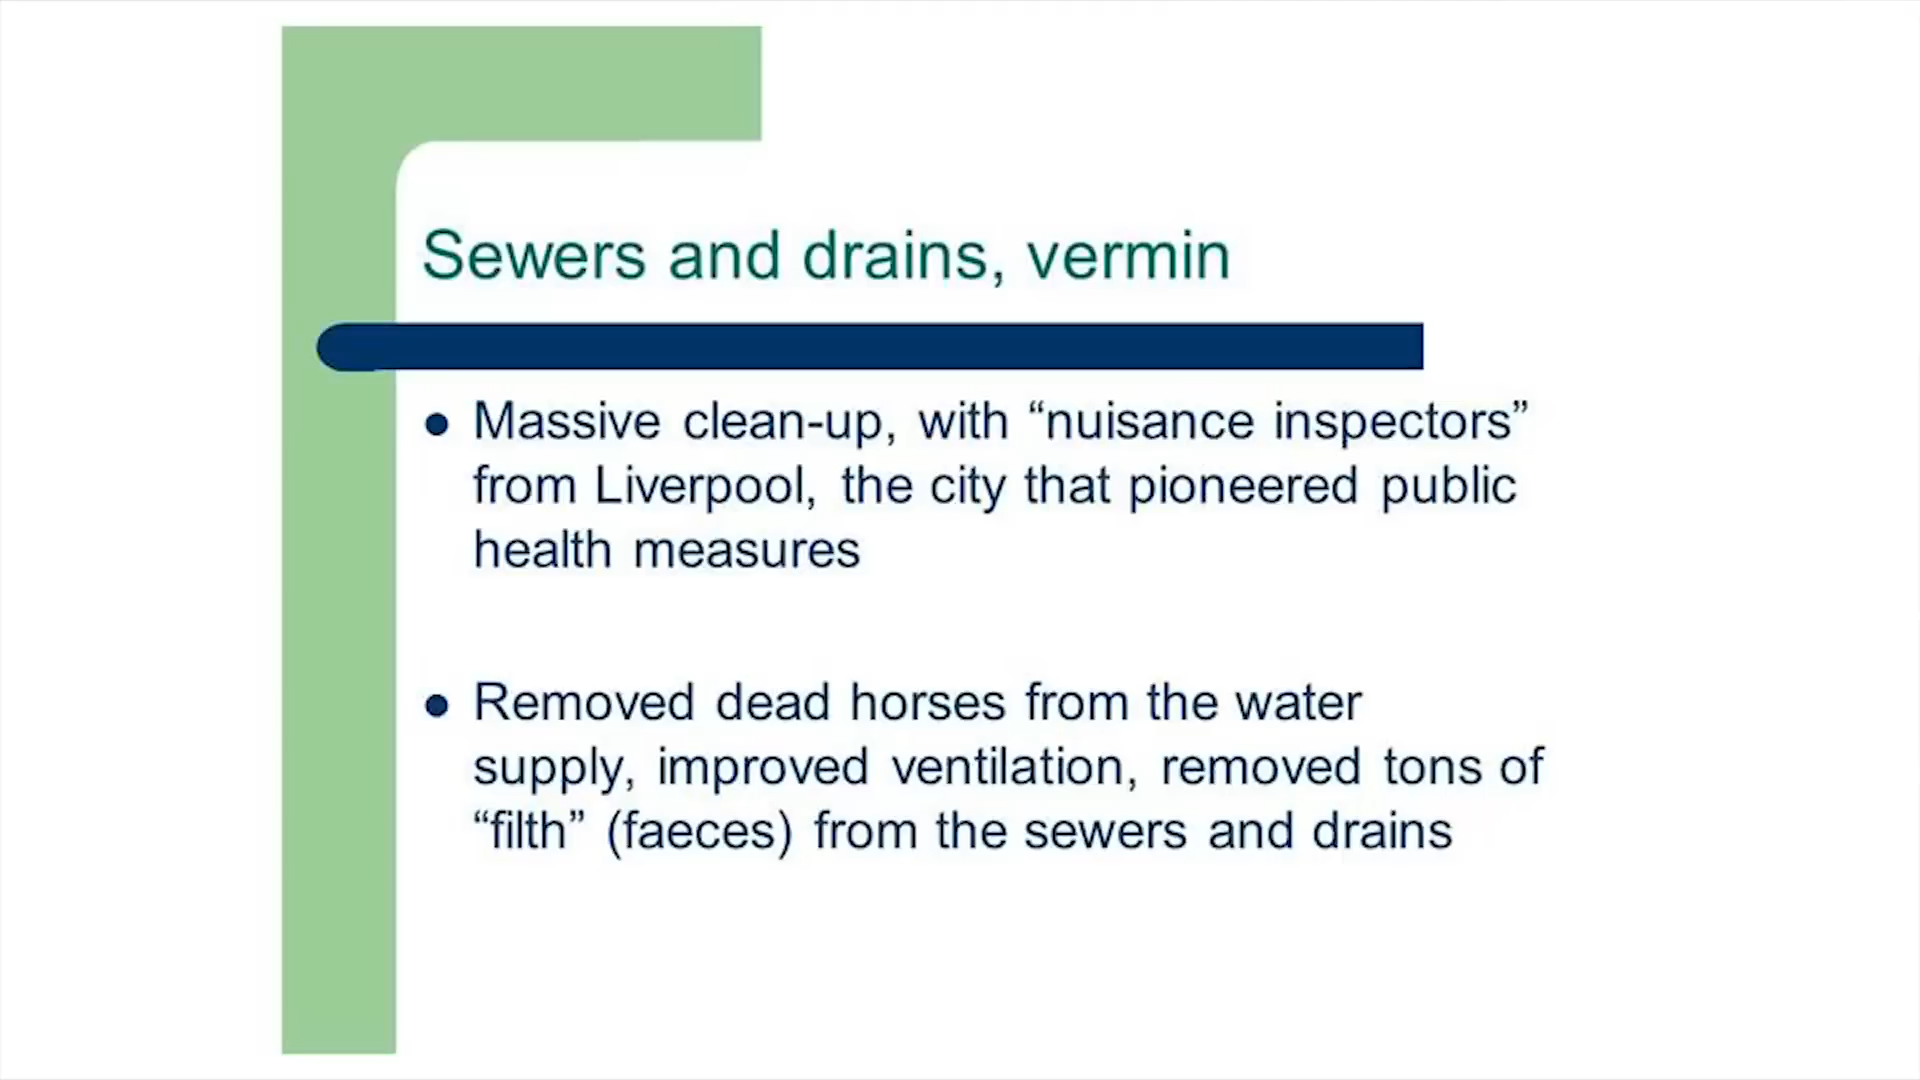 Sewers and drains, vermin
Massive clean-up, with “nuisance inspectors”
from Liverpool, the city that pioneered public
health measures
Removed dead horses from the water
supply, improved ventilation, removed tons of
“filth” (faeces) from the sewers and drains